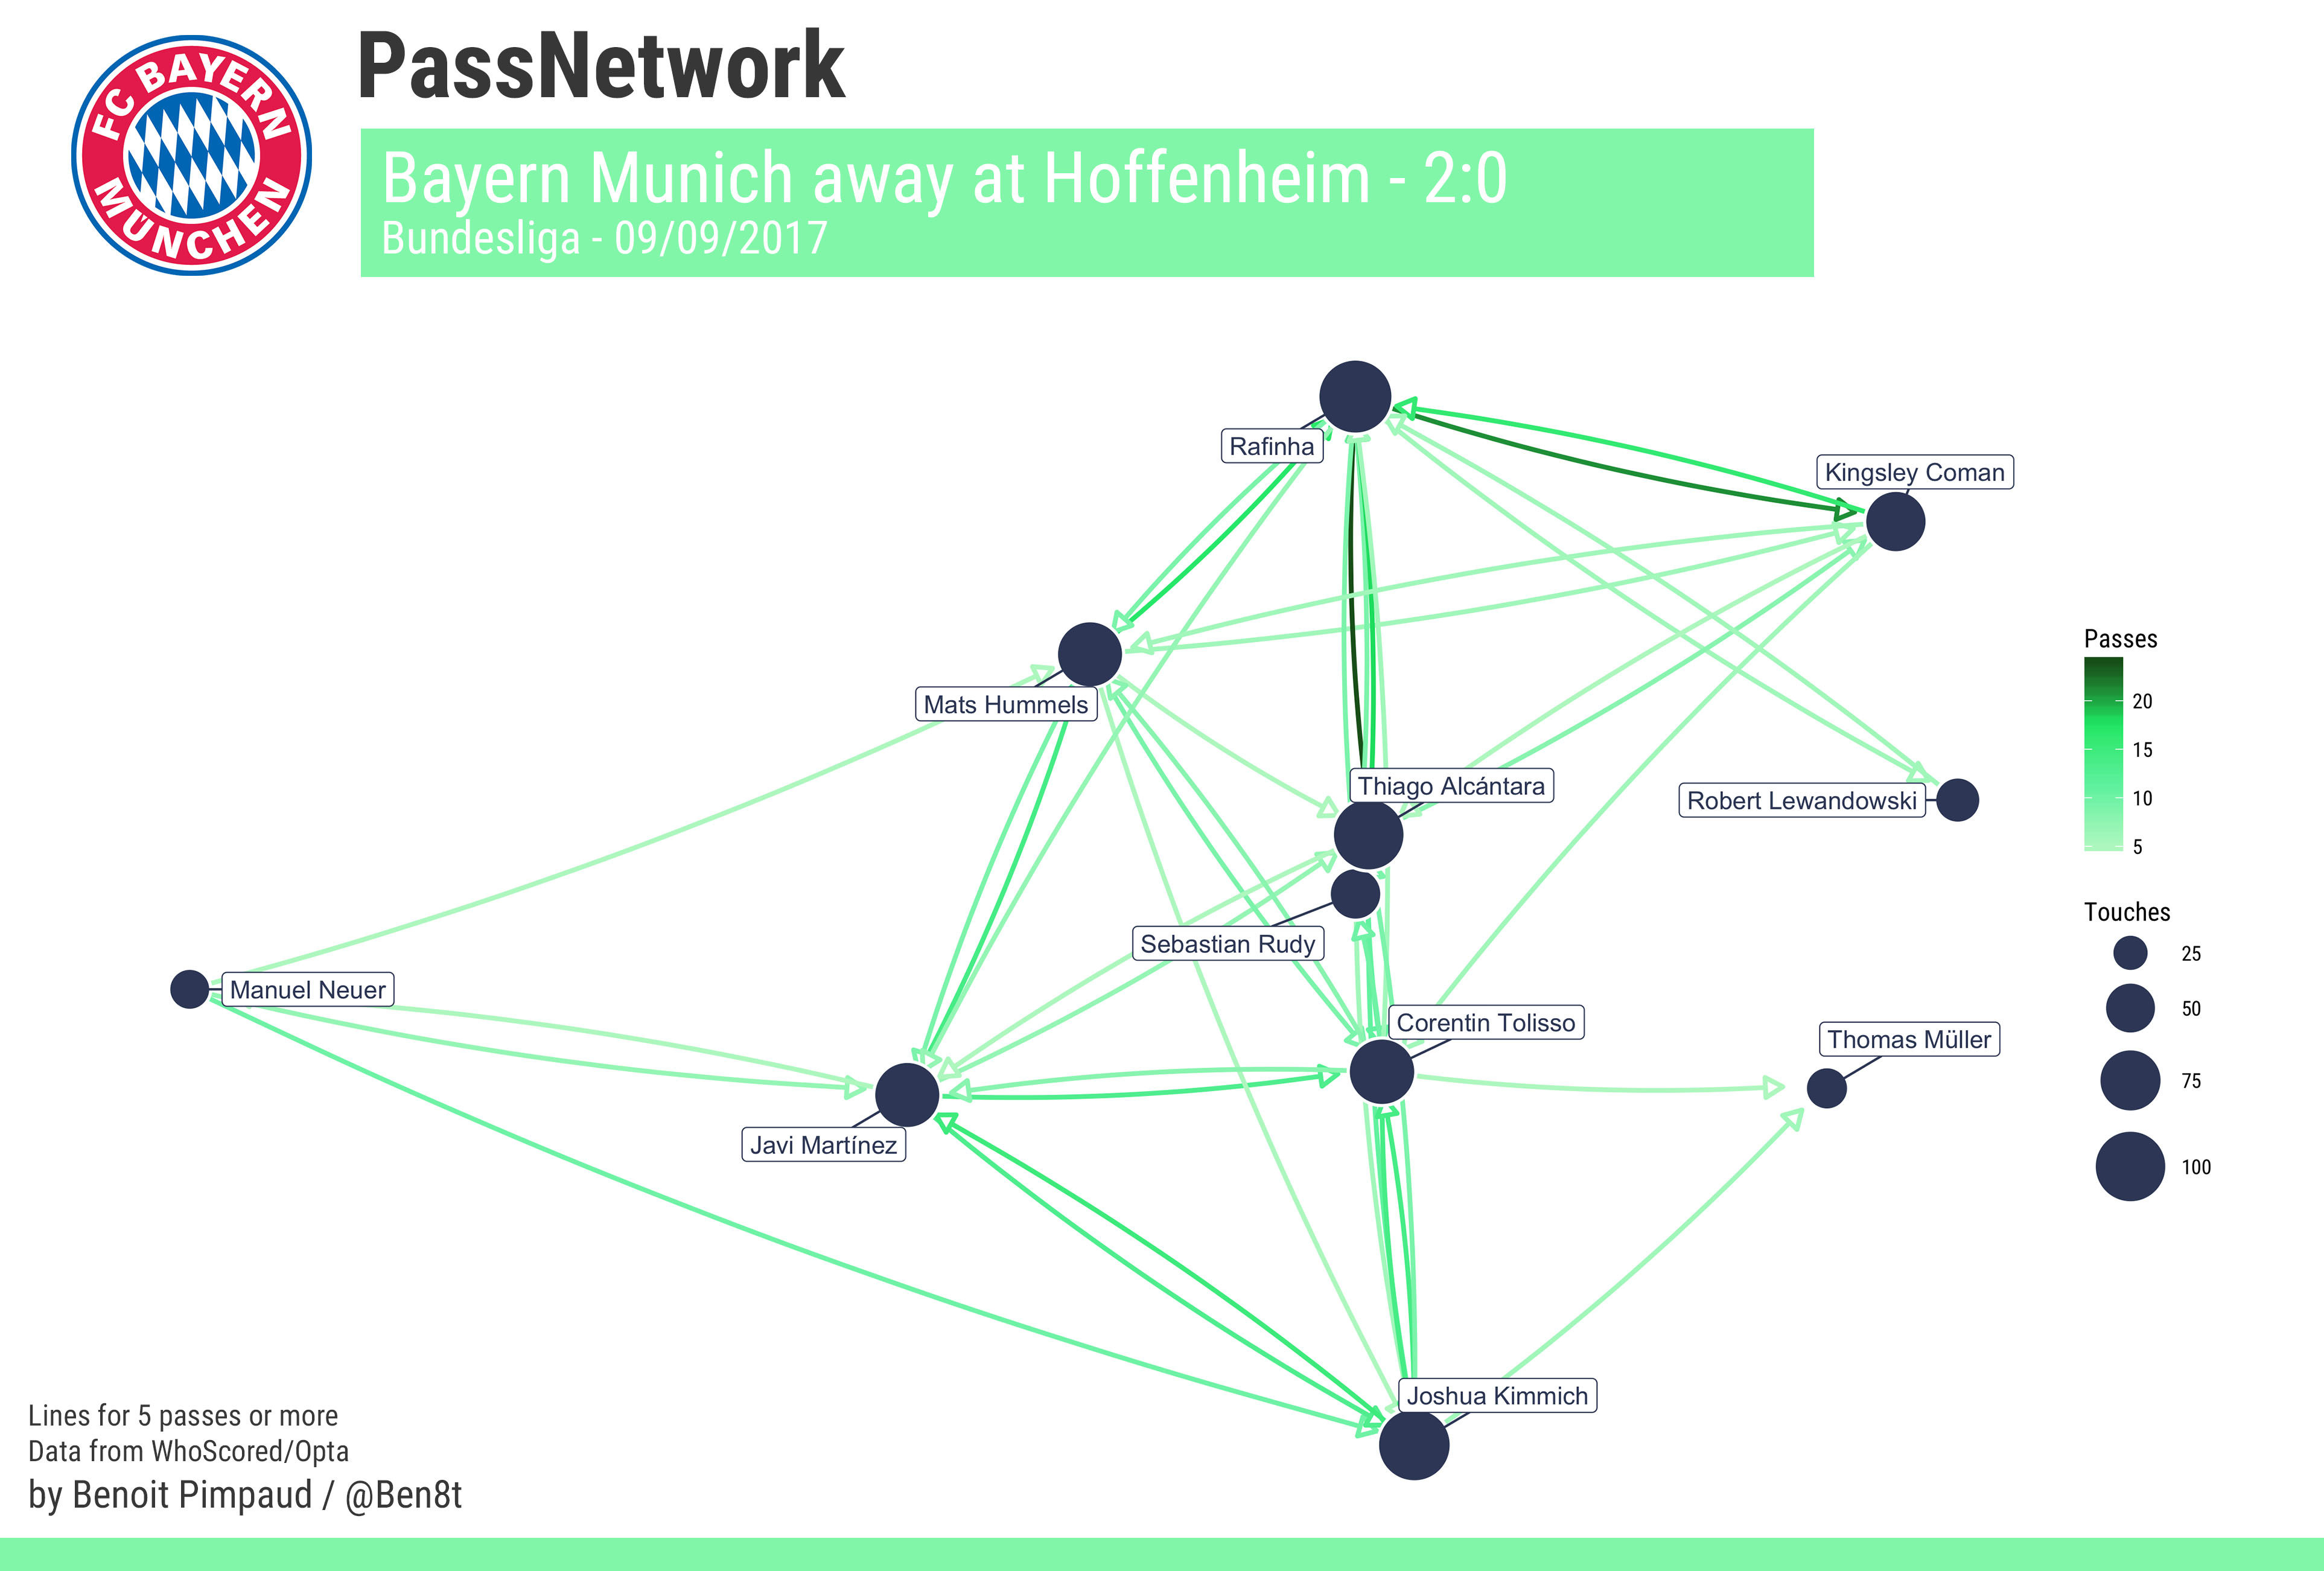 FC BAYERN
MÜNCHEN
PassNetwork
Bayern Munich away at Hoffenheim - 2:0
Bundesliga - 09/09/2017
Rafinha
Kingsley Coman
Mats Hummels
Thiago Alcántara
Robert Lewandowski
Sebastian Rudy
Manuel Neuer
Corentin Tolisso
Thomas Müller
Javi Martínez
Joshua Kimmich
Passes
20
15
10
5
Touches
25
50
75
100
Lines for 5 passes or more
Data from WhoScored/Opta
by Benoit Pimpaud / @Ben8t